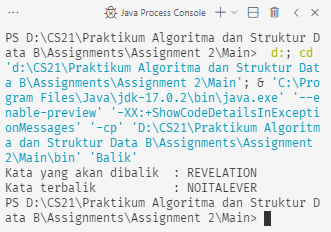 Java Process Console
PS D:\CS21\Praktikum Algoritma dan Struktur D
ata B\Assignments\Assignment 2\Main>  d:; cd
'd:\CS21\Praktikum Algoritma dan Struktur Dat
a B\Assignments\Assignment 2\Main'; & 'C:\Pro
gram Files\Java\jdk-17.0.2\bin\java.exe' '--e
nable-preview' '-XX:+ShowCodeDetailsInExcepti
onMessages' '-cp' 'D:\CS21\Praktikum Algoritm
a dan Struktur Data B\Assignments\Assignment
2\Main\bin' 'Balik'
Kata yang akan dibalik  : REVELATION
Kata terbalik           : NOITALEVER
PS D:\CS21\Praktikum Algoritma dan Struktur D
ata B\Assignments\Assignment 2\Main>